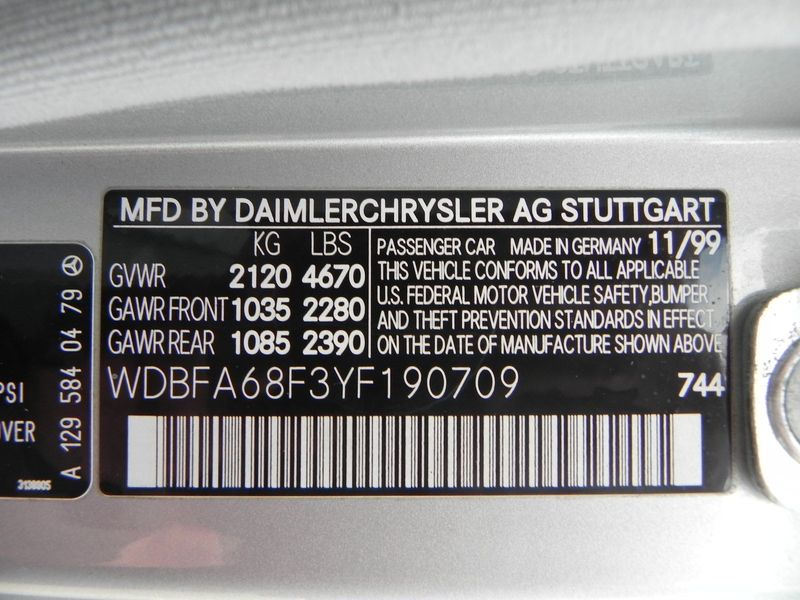 MFD BY DAIMLERCHRYSLER AG STUTTGART
KG LBS
GVWR 2120 4670
GAWR FRONT 1035 2280
GAWR REAR 1085 2390
PASSENGER CAR MADE IN GERMANY 11/99
THIS VEHICLE CONFORMS TO ALL APPLICABLE
U.S. FEDERAL MOTOR VEHICLE SAFETY, BUMPER
AND THEFT PREVENTION STANDARDS IN EFFECT
ON THE DATE OF MANUFACTURE SHOWN ABOVE
WDBFA68F3YF190709 744
PSI
OVER
A 129 584 04 79
3138805